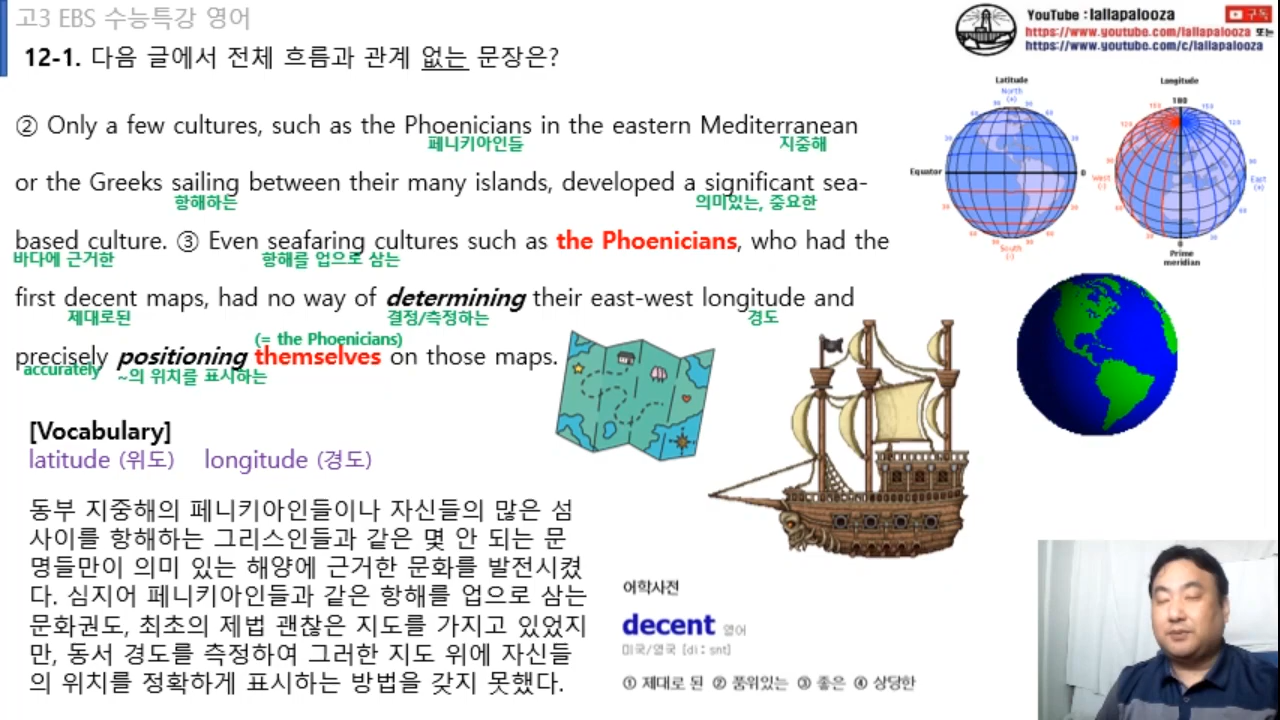 고3 EBS 수능특강 영어
12-1. 다음 글에서 전체 흐름과 관계 없는 문장은?
YouTube : lallapalooza
구독
https://www.youtube.com/lallapalooza 또는
https://www.youtube.com/c/lallapalooza
② Only a few cultures, such as the Phoenicians in the eastern Mediterranean
페니키아인들 지중해
or the Greeks sailing between their many islands, developed a significant sea-
항해하는 의미있는, 중요한
based culture. ③ Even seafaring cultures such as the Phoenicians, who had the
바다에 근거한 항해를 업으로 삼는
first decent maps, had no way of determining their east-west longitude and
제대로된 결정/측정하는 경도
(= the Phoenicians)
precisely positioning themselves on those maps.
accurately ~의 위치를 표시하는
Latitude
North
(+)
Equator
0
South
(-)
Longitude
180
West
(-)
East
(+)
0
Prime
meridian
[Vocabulary]
latitude (위도) longitude (경도)
동부 지중해의 페니키아인들이나 자신들의 많은 섬
사이를 항해하는 그리스인들과 같은 몇 안 되는 문
명들만이 의미 있는 해양에 근거한 문화를 발전시켰
다. 심지어 페니키아인들과 같은 항해를 업으로 삼는
문화권도, 최초의 제법 괜찮은 지도를 가지고 있었지
만, 동서 경도를 측정하여 그러한 지도 위에 자신들
의 위치를 정확하게 표시하는 방법을 갖지 못했다.
어학사전
decent 영어
미국/영국 [diːsnt]
① 제대로 된 ② 품위있는 ③ 좋은 ④ 상당한